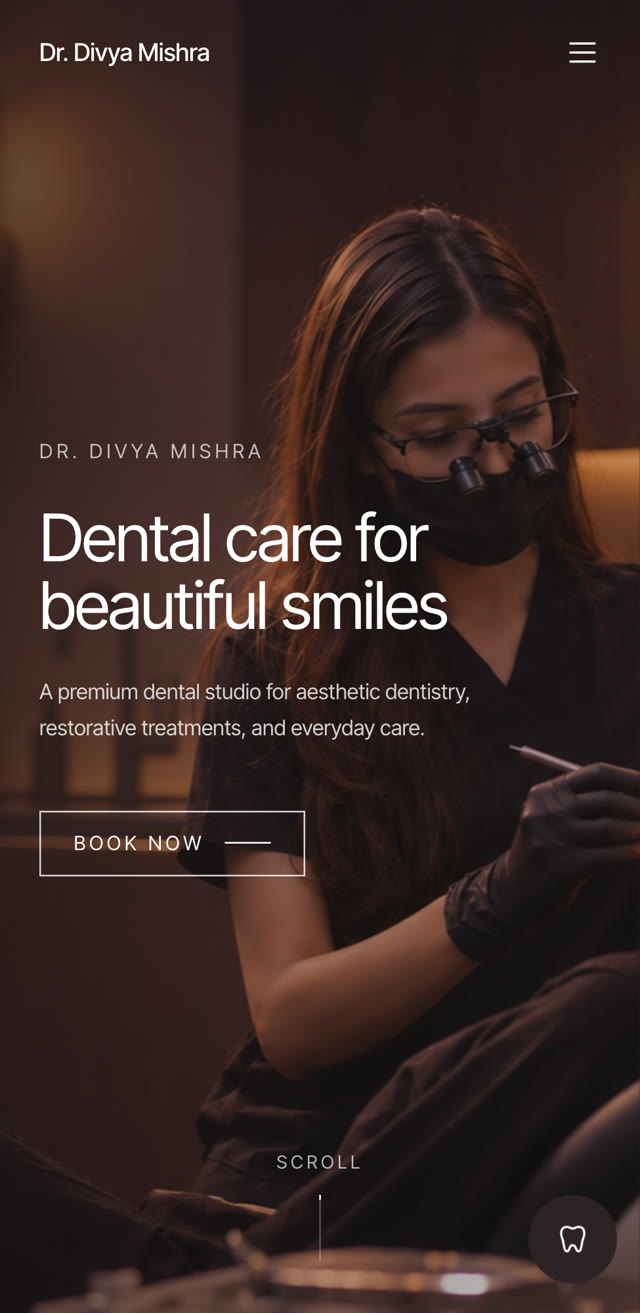 Dr. Divya Mishra
DR. DIVYA MISHRA
Dental care for
beautiful smiles
A premium dental studio for aesthetic dentistry,
restorative treatments, and everyday care.
BOOK NOW
SCROLL